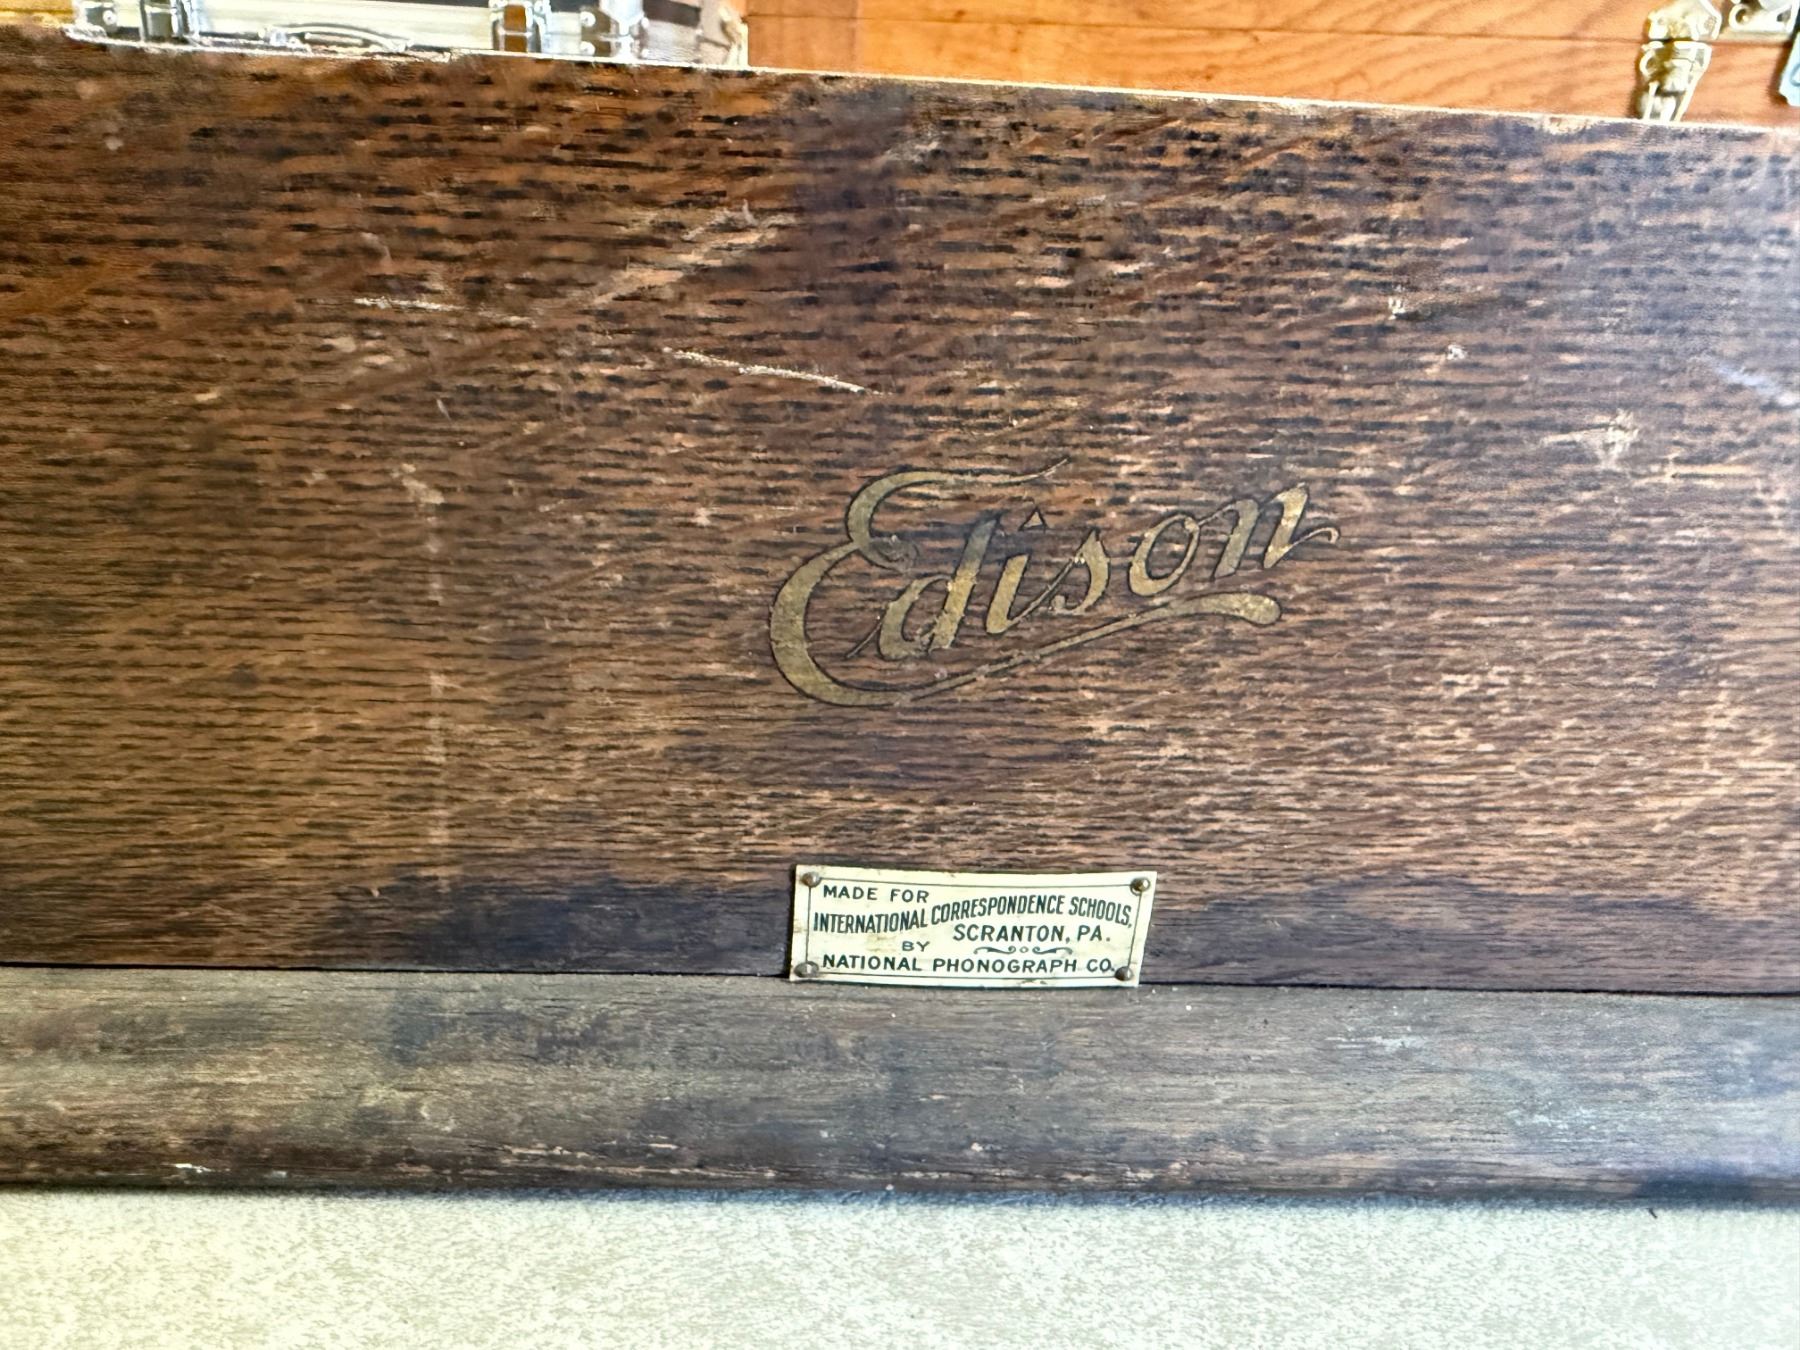 Edison
MADE FOR
INTERNATIONAL CORRESPONDENCE SCHOOLS,
SCRANTON, PA.
BY
NATIONAL PHONOGRAPH CO.